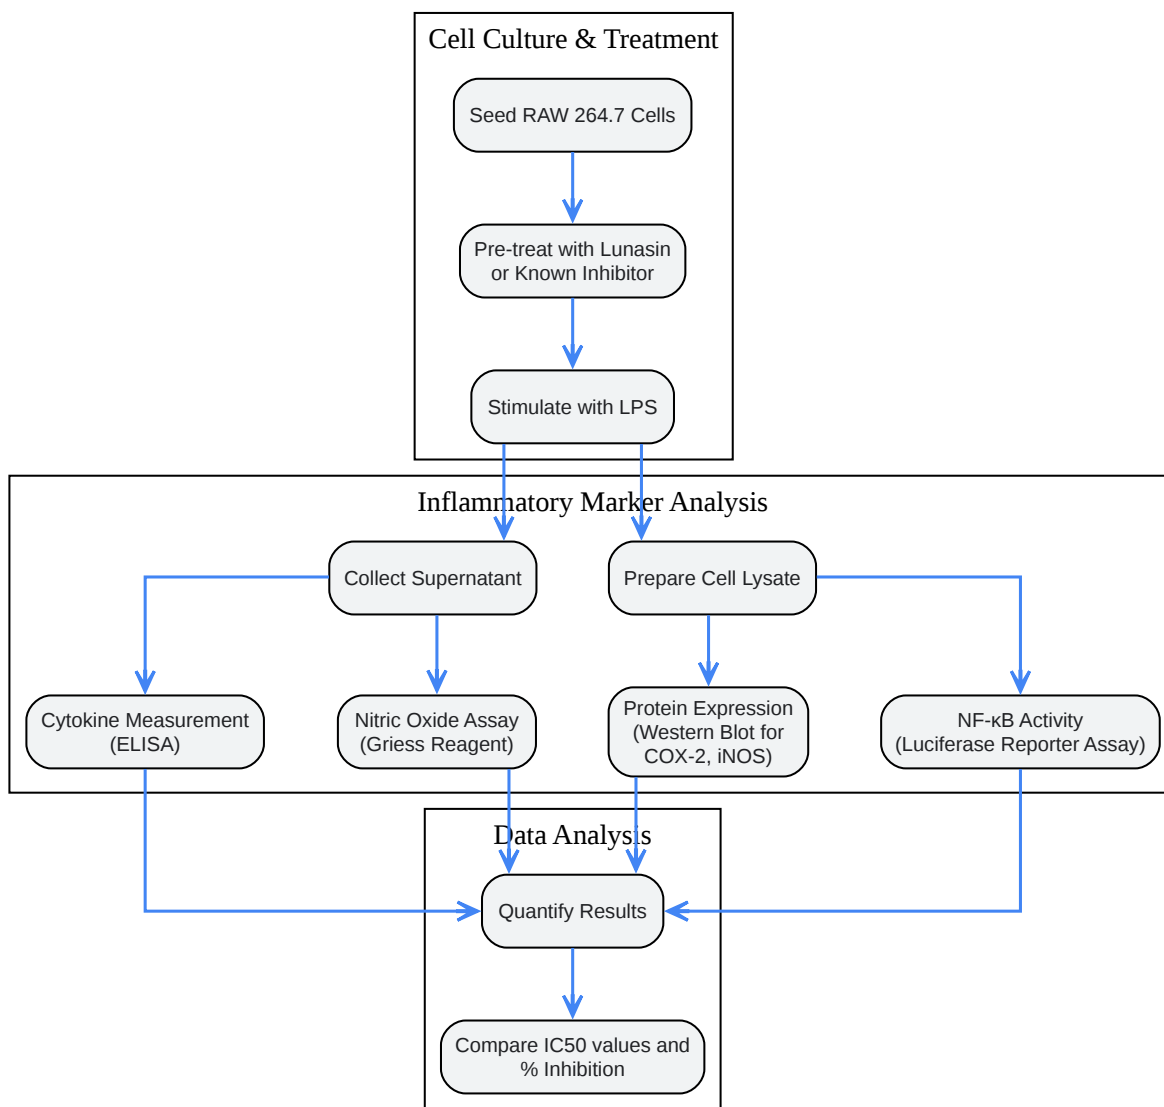 Cell Culture & Treatment
Seed RAW 264.7 Cells
Pre-treat with Lunasin
or Known Inhibitor
Stimulate with LPS
Inflammatory Marker Analysis
Collect Supernatant
Prepare Cell Lysate
Cytokine Measurement
(ELISA)
Nitric Oxide Assay
(Griess Reagent)
Protein Expression
(Western Blot for
COX-2, iNOS)
NF-κB Activity
(Luciferase Reporter Assay)
Data Analysis
Quantify Results
Compare IC50 values and
% Inhibition